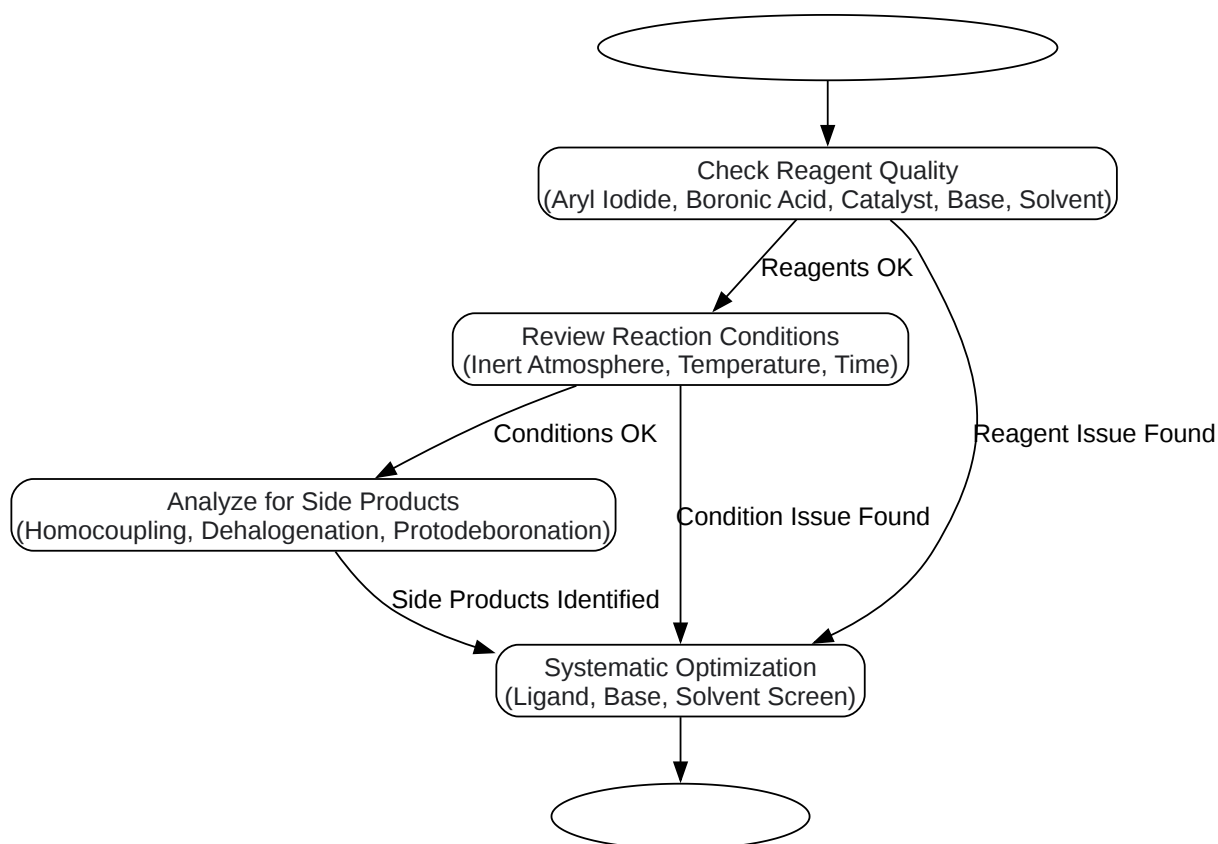 Check Reagent Quality
(Aryl Iodide, Boronic Acid, Catalyst, Base, Solvent)
Reagents OK
Review Reaction Conditions
(Inert Atmosphere, Temperature, Time)
Conditions OK
Reagent Issue Found
Analyze for Side Products
(Homocoupling, Dehalogenation, Protodeboronation)
Condition Issue Found
Side Products Identified
Systematic Optimization
(Ligand, Base, Solvent Screen)